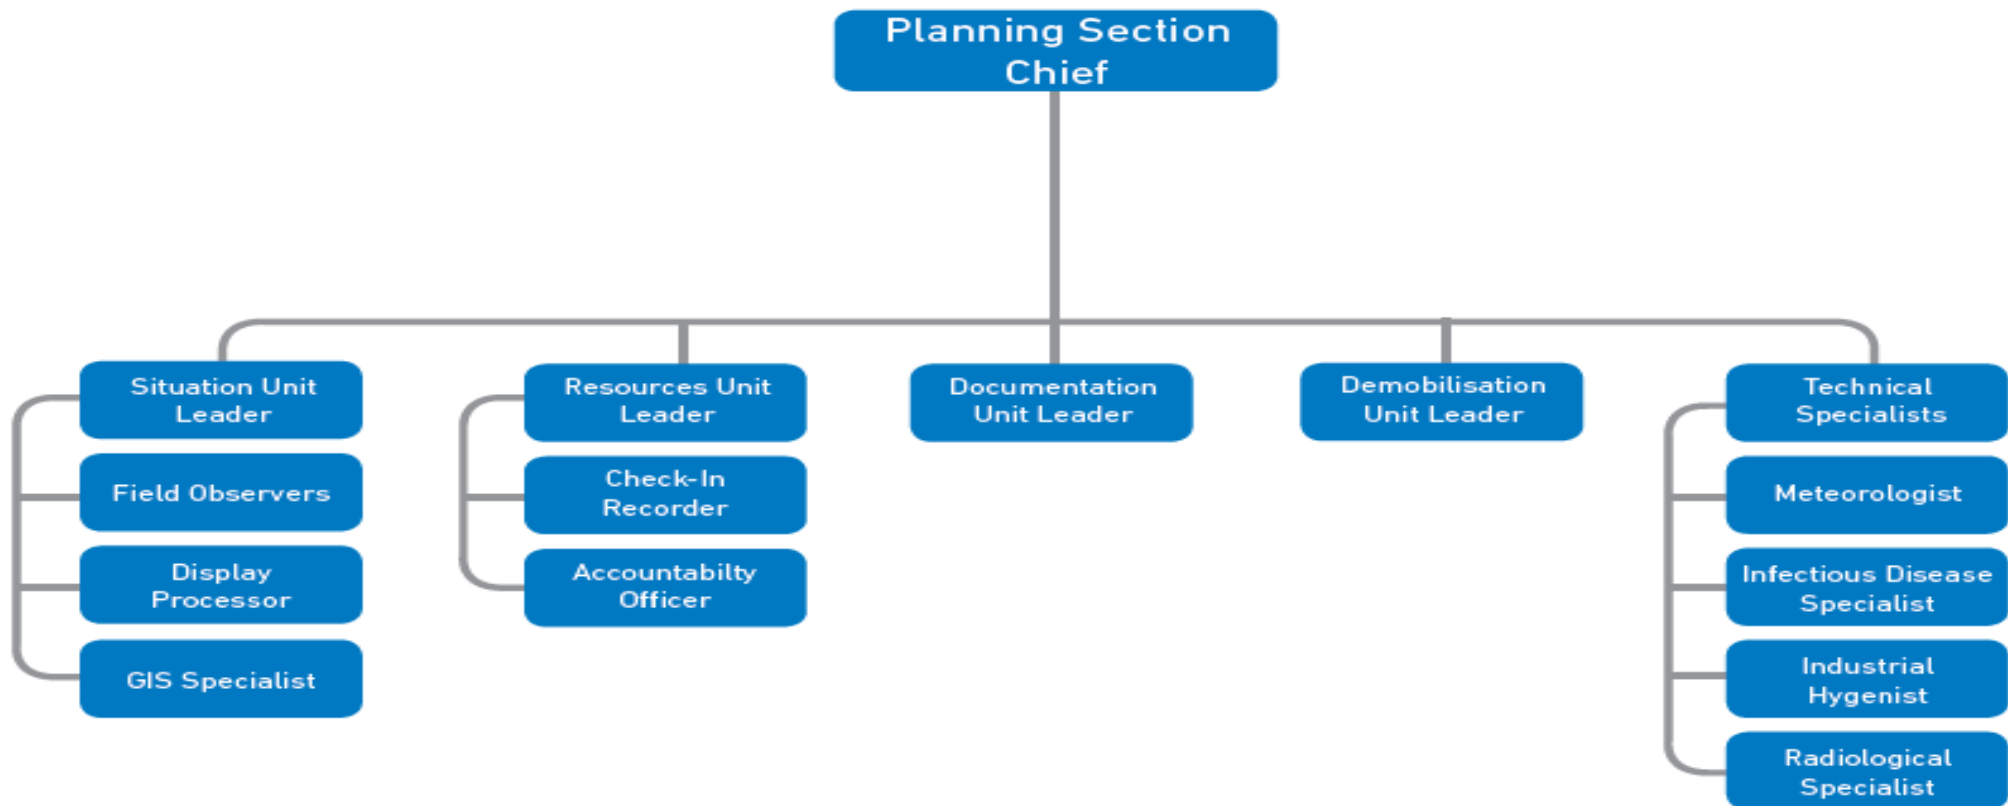 Planning Section
Chief
Situation Unit
Leader
Field Observers
Display
Processor
GIS Specialist
Resources Unit
Leader
Check-In
Recorder
Accountabilty
Officer
Documentation
Unit Leader
Demobilisation
Unit Leader
Technical
Specialists
Meteorologist
Infectious Disease
Specialist
Industrial
Hygenist
Radiological
Specialist